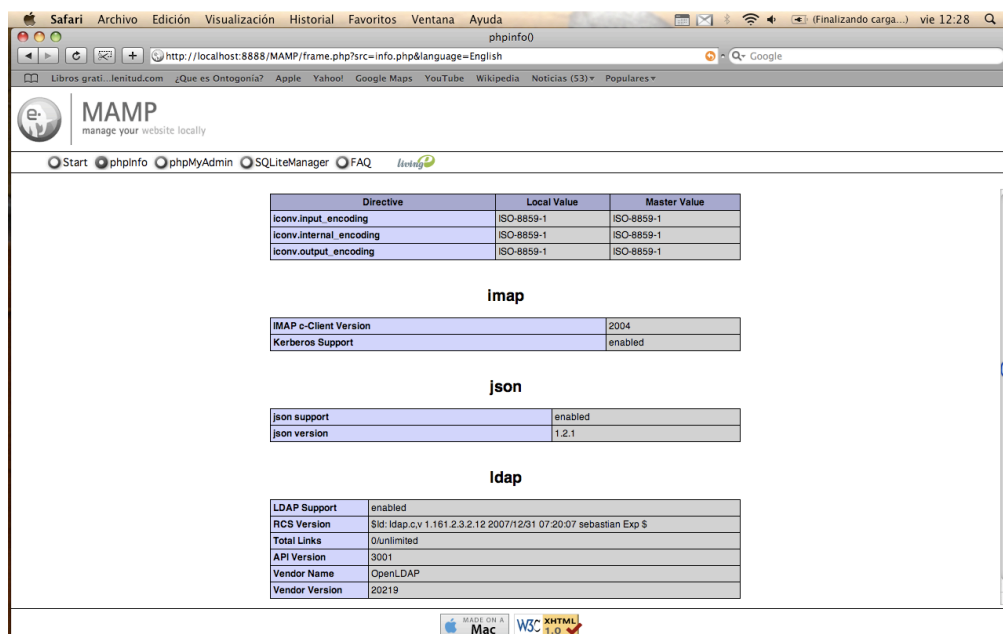 Safari Archivo Edición Visualización Historial Favoritos Ventana Ayuda (Finalizando carga...) vie 12:28
phpinfo()
http://localhost:8888/MAMP/frame.php?src=info.php&language=English Google
Libros grati...lenitud.com ¿Que es Ontogonia? Apple Yahoo! Google Maps YouTube Wikipedia Noticias (53) Populares
e.
MAMP
manage your website locally
Start phpInfo phpMyAdmin SQLiteManager FAQ living e
Directive Local Value Master Value
iconv.input_encoding ISO-8859-1 ISO-8859-1
iconv.internal_encoding ISO-8859-1 ISO-8859-1
iconv.output_encoding ISO-8859-1 ISO-8859-1
imap
IMAP c-Client Version 2004
Kerberos Support enabled
json
json support enabled
json version 1.2.1
ldap
LDAP Support enabled
RCS Version $Id: ldap.c,v 1.161.2.3.2.12 2007/12/31 07:20:07 sebastian Exp $
Total Links 0/unlimited
API Version 3001
Vendor Name OpenLDAP
Vendor Version 20219
MADE ON A Mac W3C XHTML 1.0